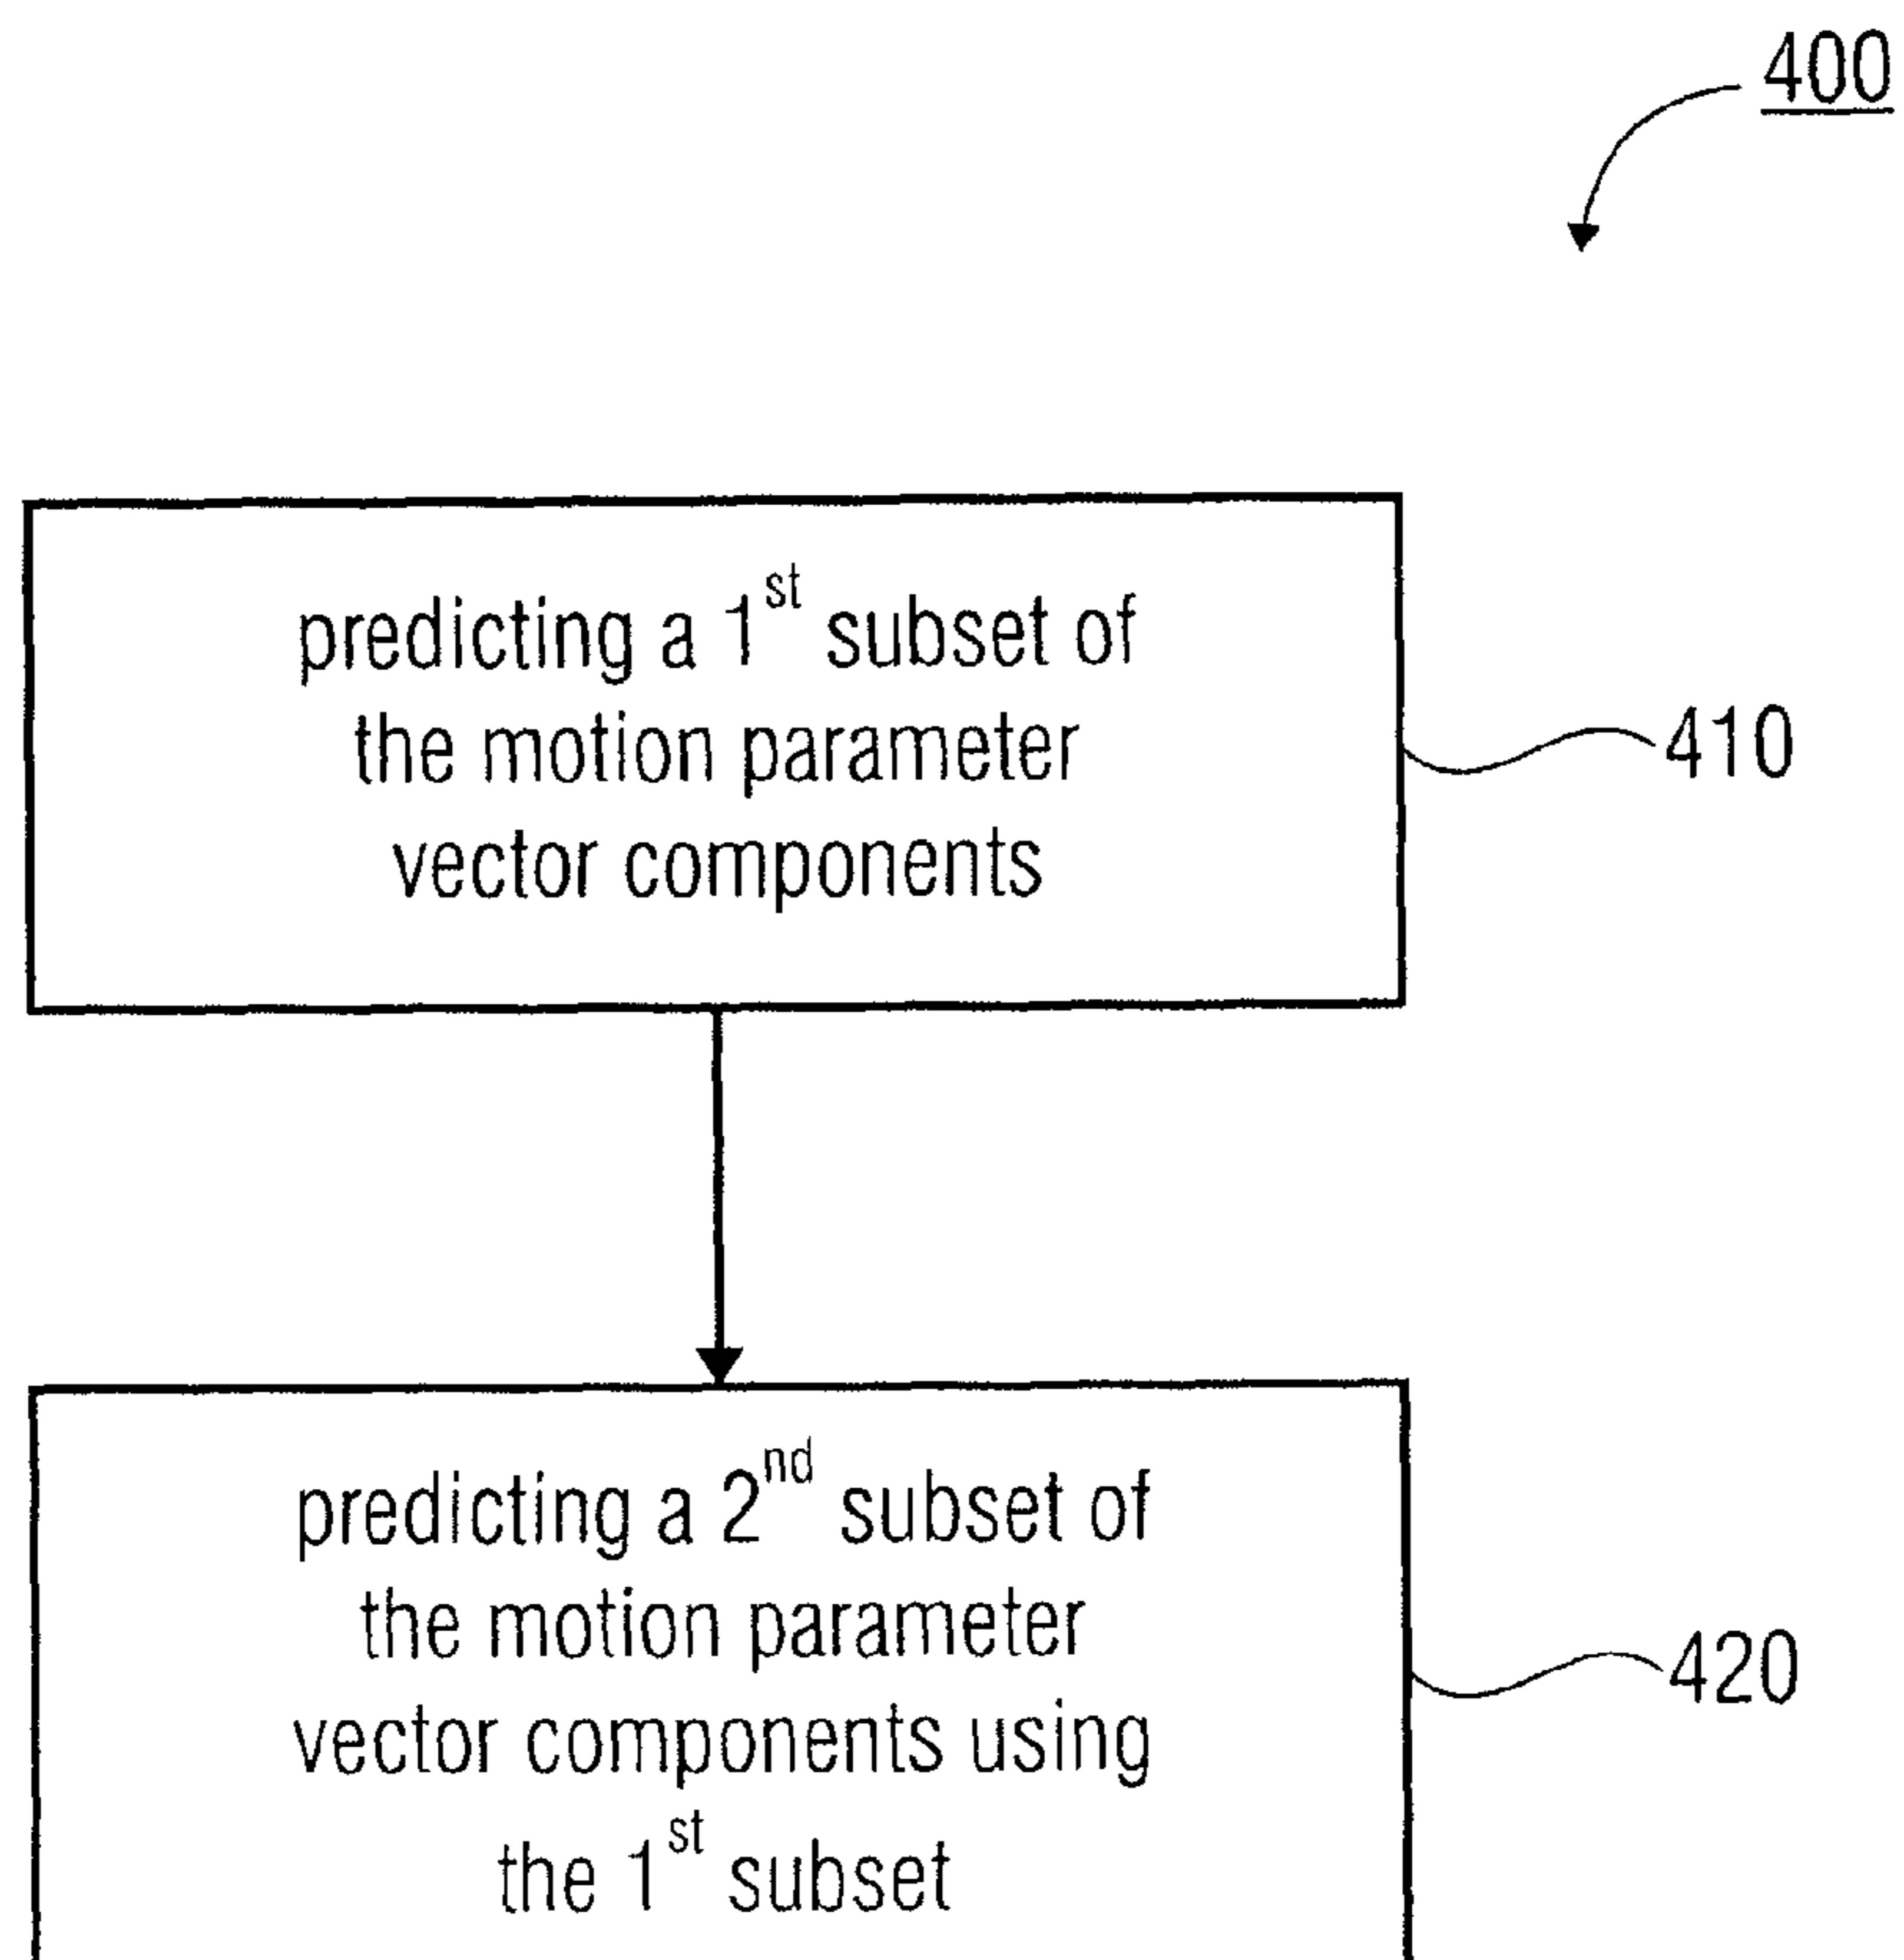 400
predicting a 1st subset of
the motion parameter
vector components
410
predicting a 2nd subset of
the motion parameter
vector components using
the 1st subset
420